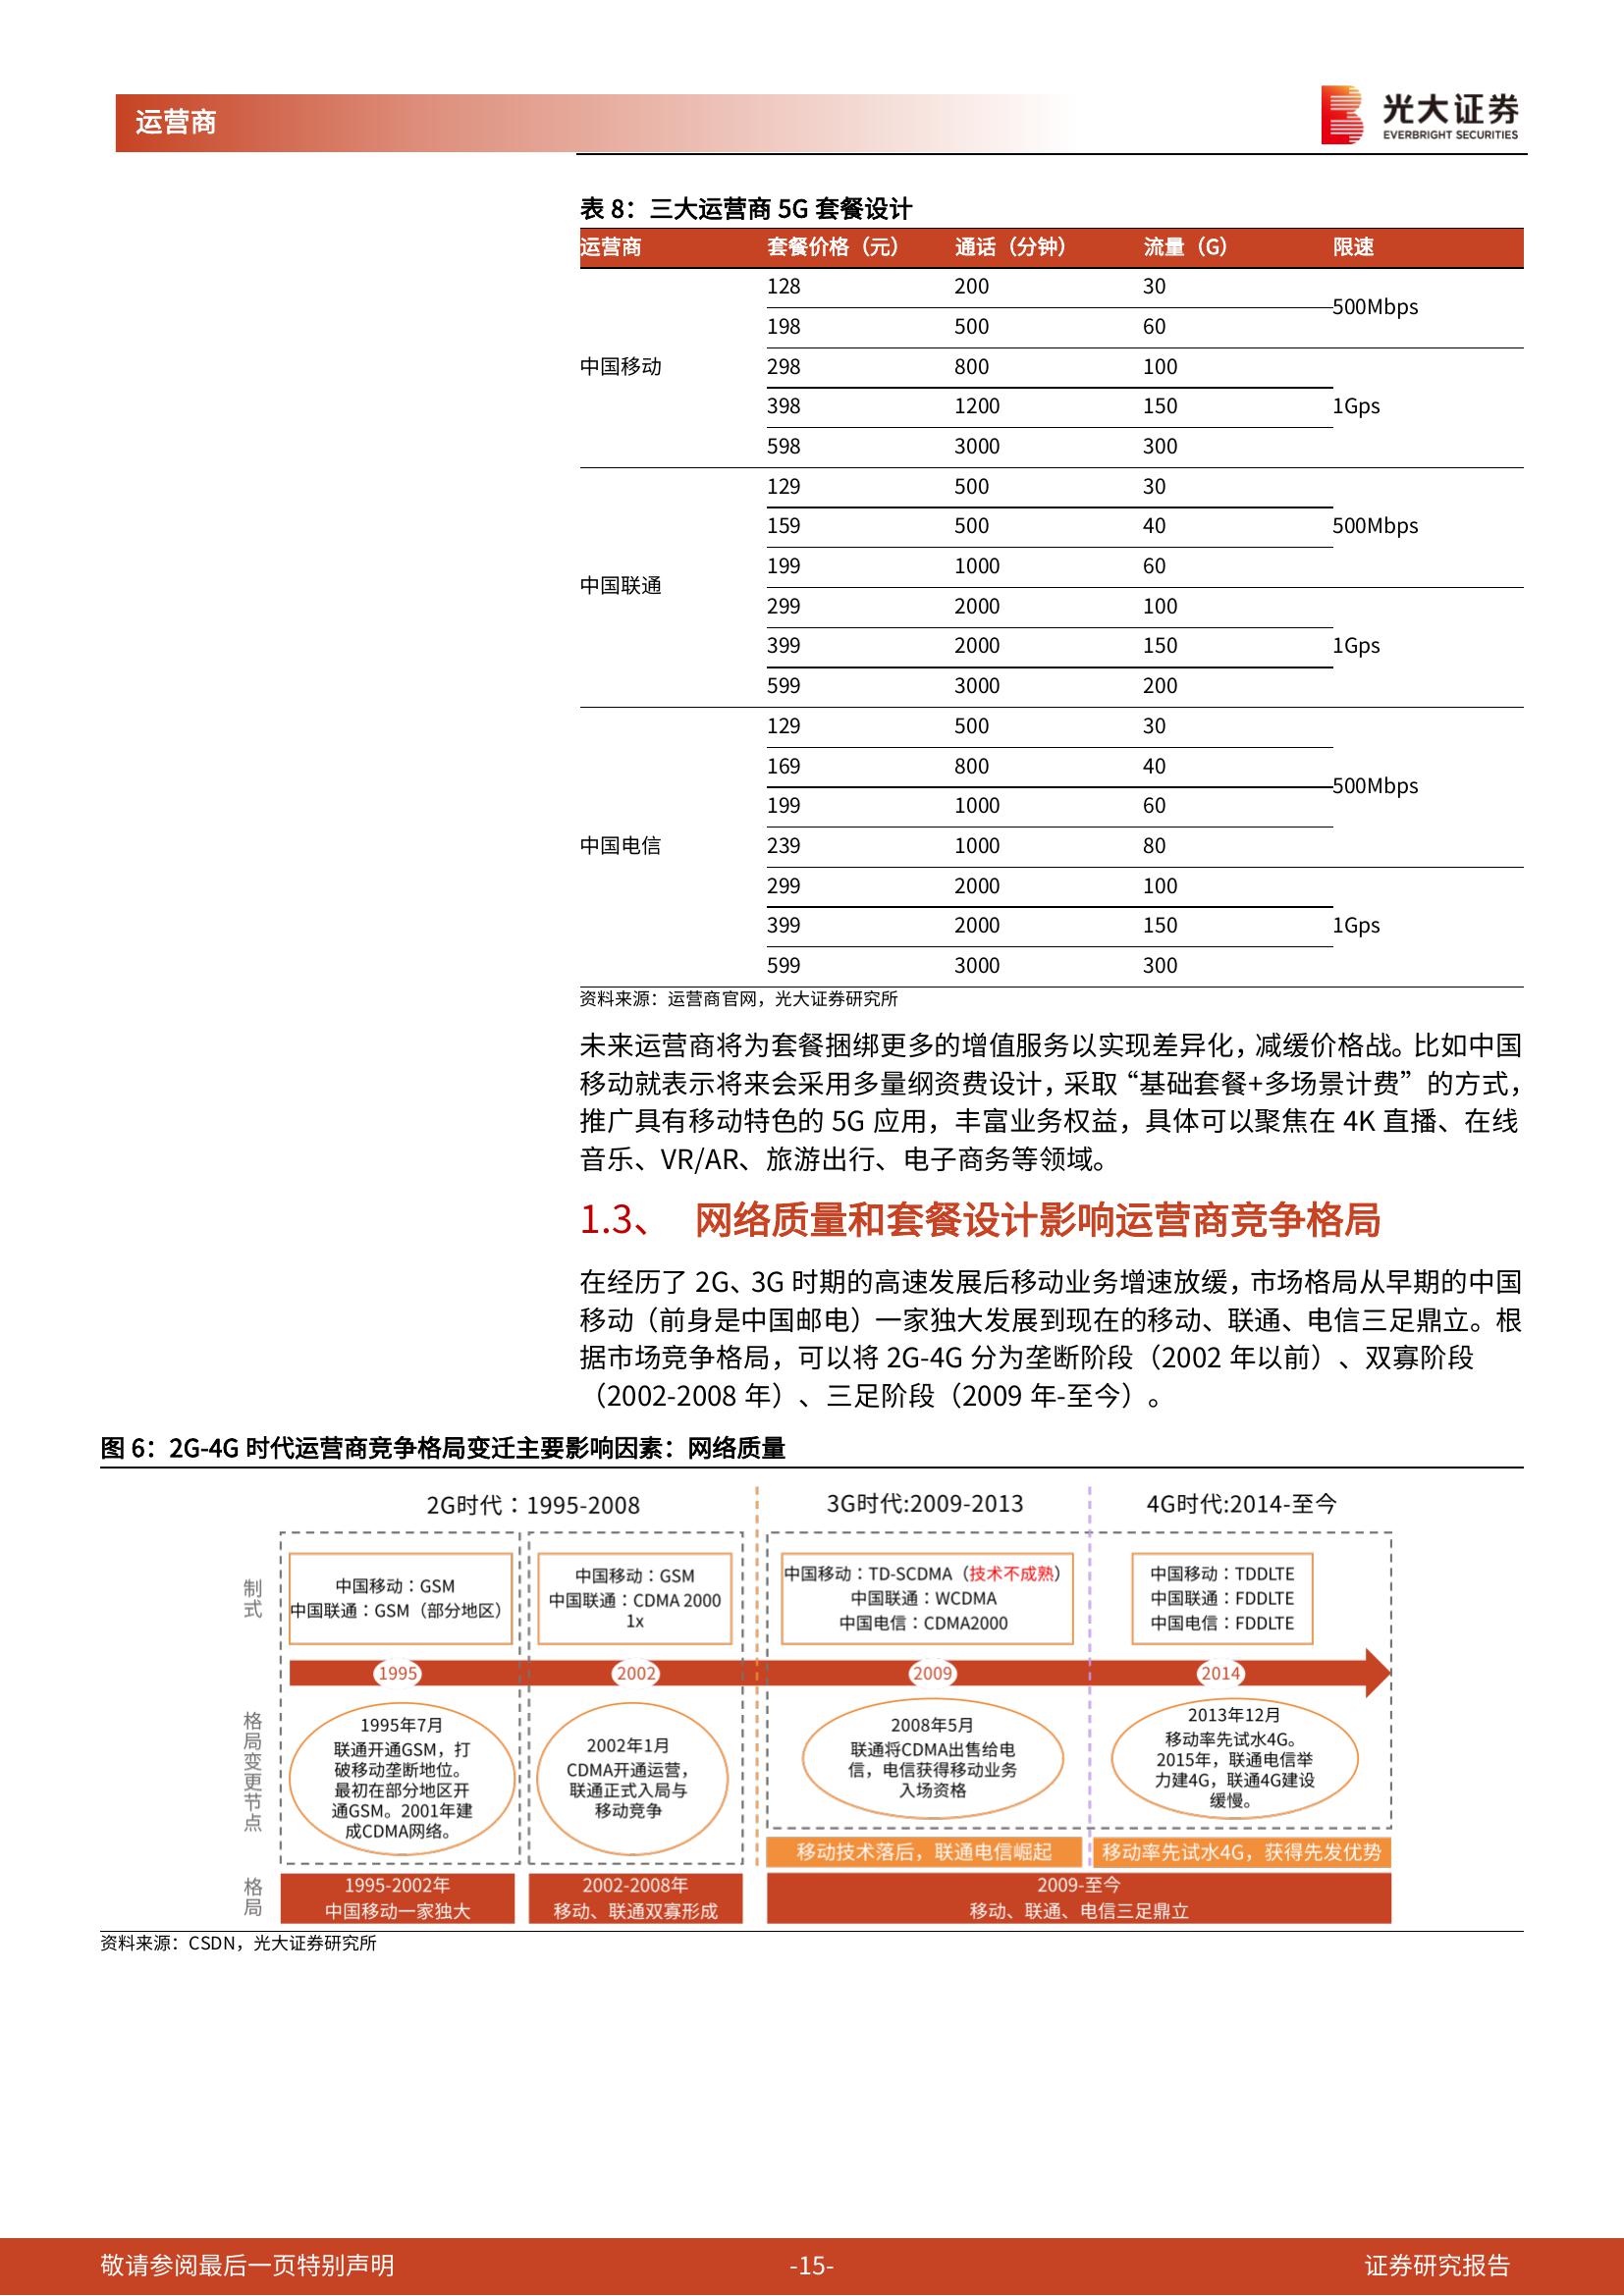 运营商
光大证券
EVERBRIGHT SECURITIES
表 8：三大运营商 5G 套餐设计
运营商 套餐价格（元） 通话（分钟） 流量（G） 限速
128 200 30
500Mbps
198 500 60
中国移动 298 800 100
398 1200 150 1Gps
598 3000 300
129 500 30
159 500 40 500Mbps
199 1000 60
中国联通
299 2000 100
399 2000 150 1Gps
599 3000 200
129 500 30
169 800 40
500Mbps
199 1000 60
中国电信 239 1000 80
299 2000 100
399 2000 150 1Gps
599 3000 300
资料来源：运营商官网，光大证券研究所
未来运营商将为套餐捆绑更多的增值服务以实现差异化，减缓价格战。比如中国
移动就表示将来会采用多量纲资费设计，采取“基础套餐+多场景计费”的方式，
推广具有移动特色的 5G 应用，丰富业务权益，具体可以聚焦在 4K 直播、在线
音乐、VR/AR、旅游出行、电子商务等领域。
1.3、 网络质量和套餐设计影响运营商竞争格局
在经历了 2G、3G 时期的高速发展后移动业务增速放缓，市场格局从早期的中国
移动（前身是中国邮电）一家独大发展到现在的移动、联通、电信三足鼎立。根
据市场竞争格局，可以将 2G-4G 分为垄断阶段（2002 年以前）、双寡阶段
（2002-2008 年）、三足阶段（2009 年-至今）。
图 6：2G-4G 时代运营商竞争格局变迁主要影响因素：网络质量
2G时代：1995-2008 3G时代:2009-2013 4G时代:2014-至今
制式
中国移动：GSM
中国联通：GSM（部分地区）
中国移动：GSM
中国联通：CDMA 2000
1x
中国移动：TD-SCDMA（技术不成熟）
中国联通：WCDMA
中国电信：CDMA2000
中国移动：TDDLTE
中国联通：FDDLTE
中国电信：FDDLTE
1995 2002 2009 2014
格局变更节点
1995年7月
联通开通GSM，打
破移动垄断地位。
最初在部分地区开
通GSM。2001年建
成CDMA网络。
2002年1月
CDMA开通运营，
联通正式入局与
移动竞争
2008年5月
联通将CDMA出售给电
信，电信获得移动业务
入场资格
2013年12月
移动率先试水4G。
2015年，联通电信举
力建4G，联通4G建设
缓慢。
移动技术落后，联通电信崛起 移动率先试水4G，获得先发优势
格局
1995-2002年
中国移动一家独大
2002-2008年
移动、联通双寡形成
2009-至今
移动、联通、电信三足鼎立
资料来源：CSDN，光大证券研究所
敬请参阅最后一页特别声明 -15- 证券研究报告